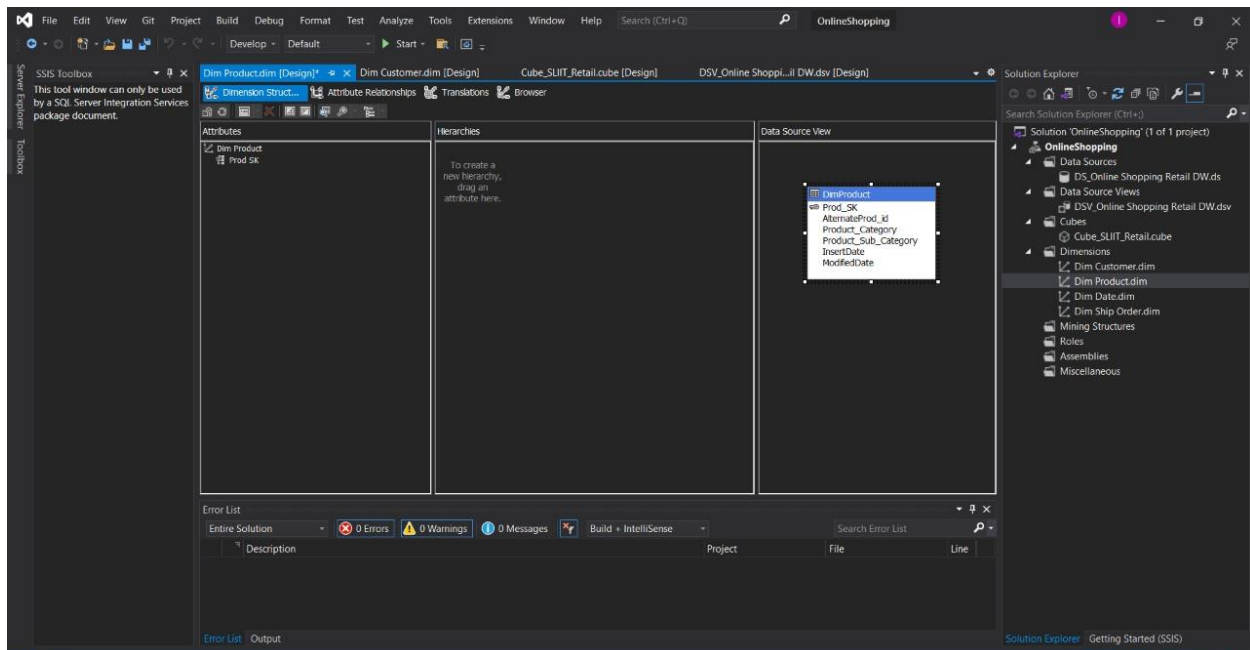 File Edit View Git Project Build Debug Format Test Analyze Tools Extensions Window Help Search (Ctrl+Q) OnlineShopping I
Develop Default Start
Server Explorer
Toolbox
SSIS Toolbox
This tool window can only be used
by a SQL Server Integration Services
package document.
Dim Product.dim [Design]* Dim Customer.dim [Design] Cube_SLIIT_Retail.cube [Design] DSV_Online Shoppi...il DW.dsv [Design]
Dimension Struct... Attribute Relationships Translations Browser
Attributes
Dim Product
Prod SK
Hierarchies
To create a
new hierarchy,
drag an
attribute here.
Data Source View
DimProduct
Prod_SK
AlternateProd_id
Product_Category
Product_Sub_Category
InsertDate
ModifiedDate
Error List
Entire Solution 0 Errors 0 Warnings 0 Messages Build + IntelliSense Search Error List
Description Project File Line
Error List Output
Solution Explorer
Search Solution Explorer (Ctrl+;)
Solution 'OnlineShopping' (1 of 1 project)
OnlineShopping
Data Sources
DS_Online Shopping Retail DW.ds
Data Source Views
DSV_Online Shopping Retail DW.dsv
Cubes
Cube_SLIIT_Retail.cube
Dimensions
Dim Customer.dim
Dim Product.dim
Dim Date.dim
Dim Ship Order.dim
Mining Structures
Roles
Assemblies
Miscellaneous
Solution Explorer Getting Started (SSIS)